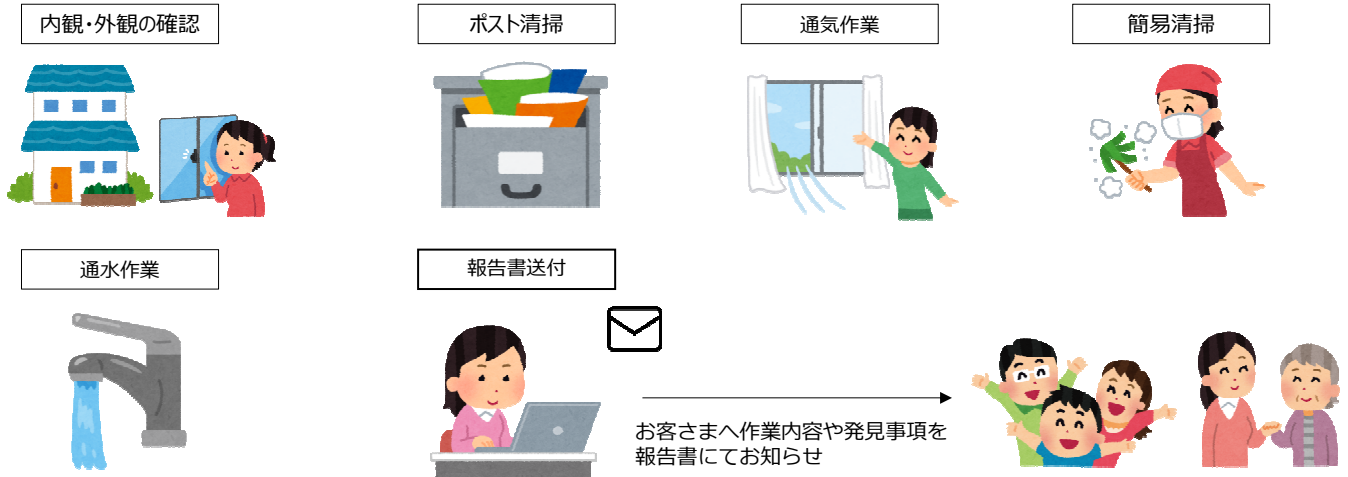 内観・外観の確認
ポスト清掃
通気作業
簡易清掃
通水作業
報告書送付
お客さまへ作業内容や発見事項を
報告書にてお知らせ